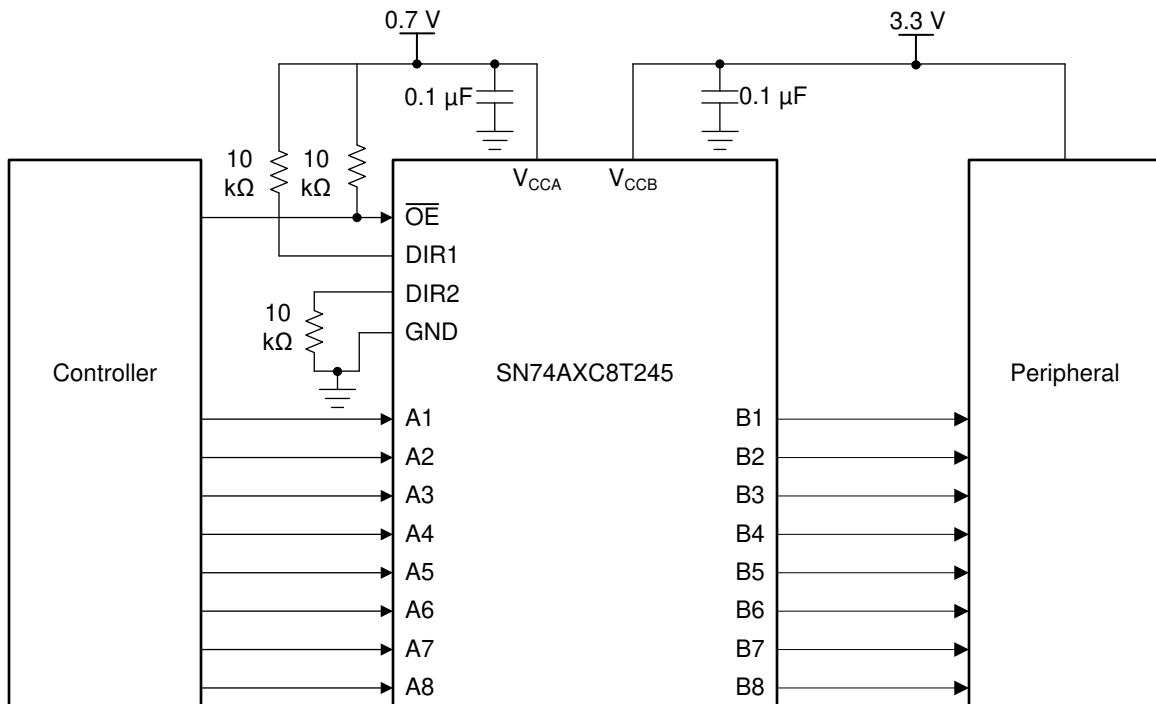 0.7 V
3.3 V
0.1 µF
0.1 µF
10
kΩ
10
kΩ
VCCA
VCCB
OE
DIR1
DIR2
10
kΩ
GND
Controller
SN74AXC8T245
Peripheral
A1
B1
A2
B2
A3
B3
A4
B4
A5
B5
A6
B6
A7
B7
A8
B8